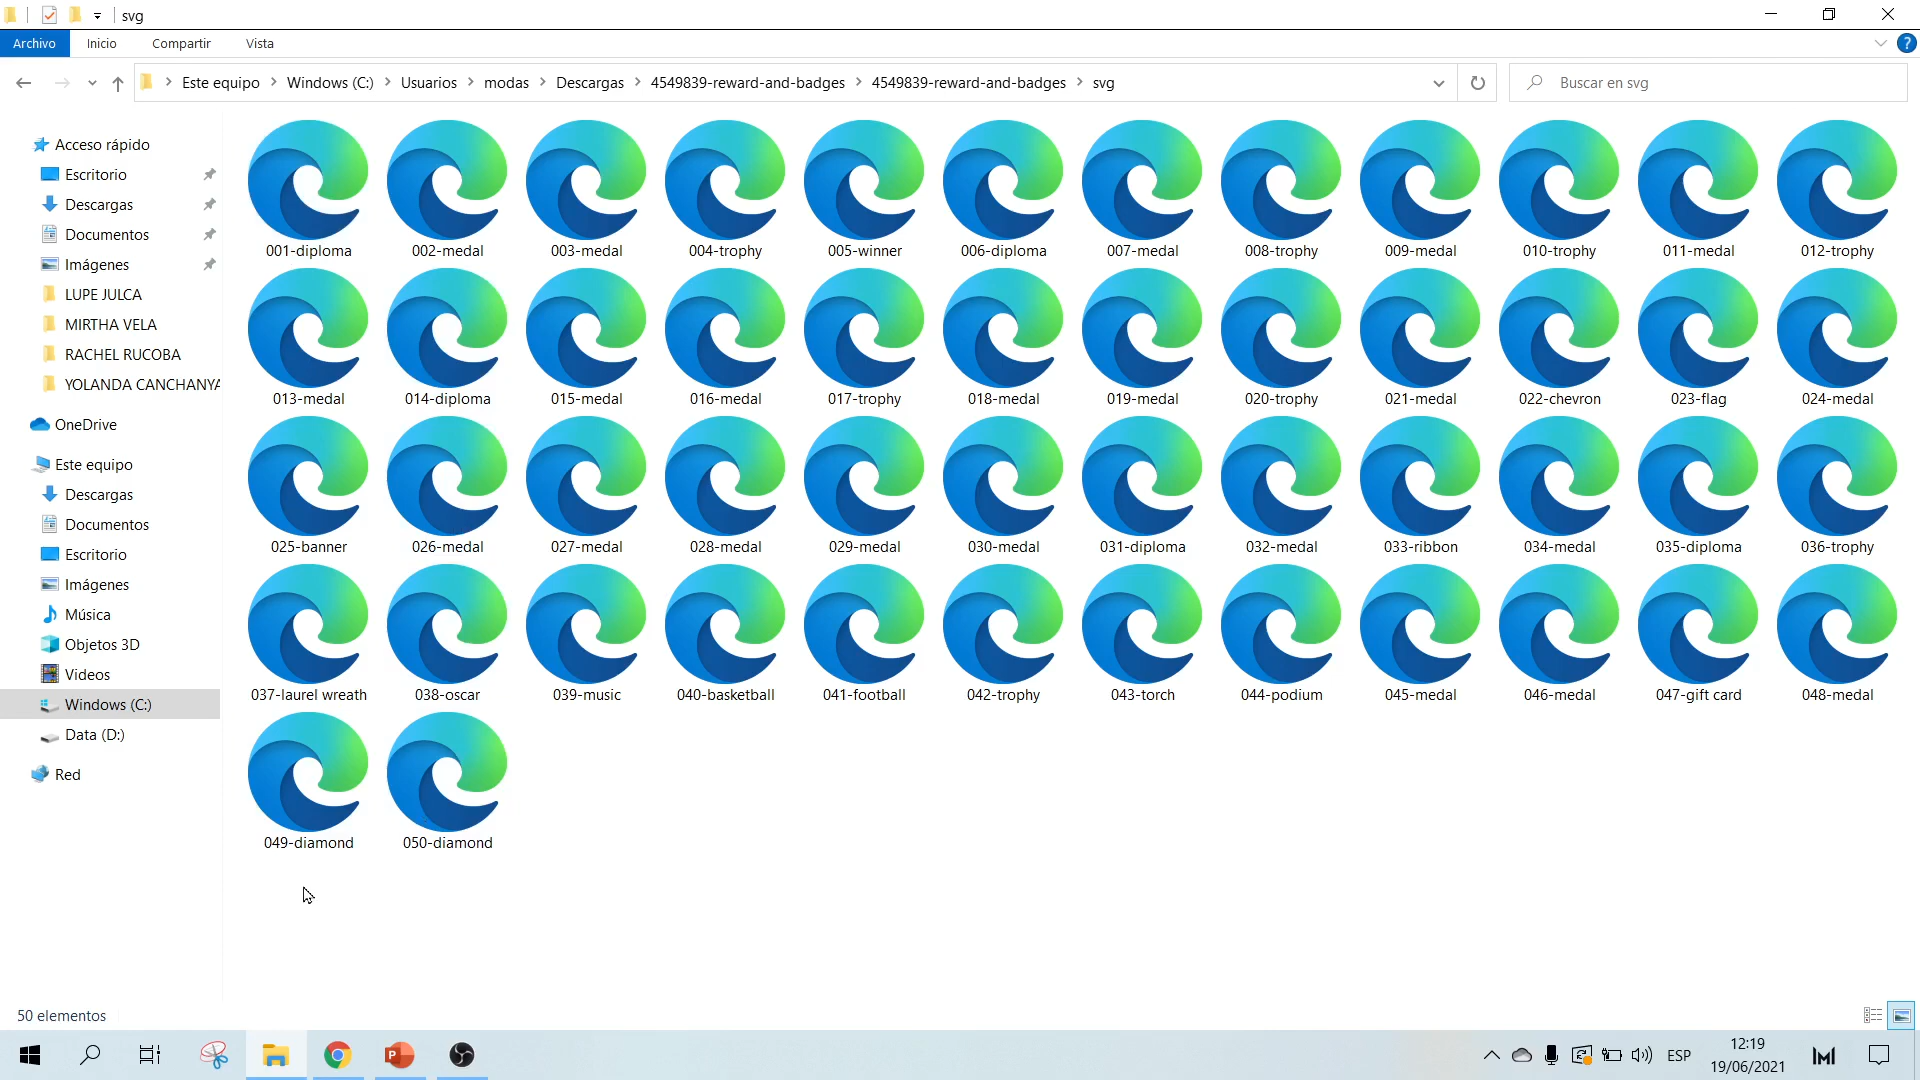 svg
Archivo Inicio Compartir Vista
Este equipo Windows (C:) Usuarios modas Descargas 4549839-reward-and-badges 4549839-reward-and-badges svg
Buscar en svg
Acceso rápido
Escritorio
Descargas
Documentos
Imágenes
LUPE JULCA
MIRTHA VELA
RACHEL RUCOBA
YOLANDA CANCHANYA
OneDrive
Este equipo
Descargas
Documentos
Escritorio
Imágenes
Música
Objetos 3D
Videos
Windows (C:)
Data (D:)
Red
001-diploma 002-medal 003-medal 004-trophy 005-winner 006-diploma 007-medal 008-trophy 009-medal 010-trophy 011-medal 012-trophy
013-medal 014-diploma 015-medal 016-medal 017-trophy 018-medal 019-medal 020-trophy 021-medal 022-chevron 023-flag 024-medal
025-banner 026-medal 027-medal 028-medal 029-medal 030-medal 031-diploma 032-medal 033-ribbon 034-medal 035-diploma 036-trophy
037-laurel wreath 038-oscar 039-music 040-basketball 041-football 042-trophy 043-torch 044-podium 045-medal 046-medal 047-gift card 048-medal
049-diamond 050-diamond
50 elementos
ESP
12:19
19/06/2021